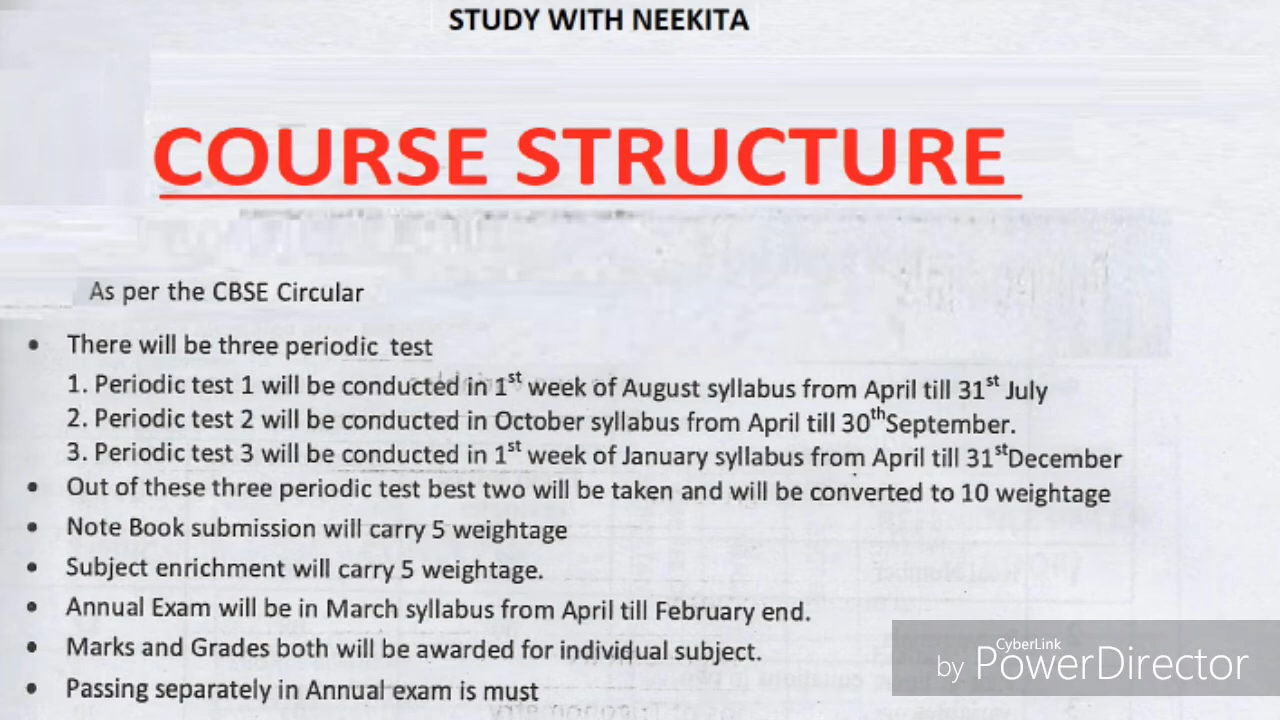 STUDY WITH NEEKITA
COURSE STRUCTURE
As per the CBSE Circular
• There will be three periodic test
1. Periodic test 1 will be conducted in 1st week of August syllabus from April till 31st July
2. Periodic test 2 will be conducted in October syllabus from April till 30thSeptember.
3. Periodic test 3 will be conducted in 1st week of January syllabus from April till 31stDecember
• Out of these three periodic test best two will be taken and will be converted to 10 weightage
• Note Book submission will carry 5 weightage
• Subject enrichment will carry 5 weightage.
• Annual Exam will be in March syllabus from April till February end.
• Marks and Grades both will be awarded for individual subject.
• Passing separately in Annual exam is must
CyberLink
by PowerDirector